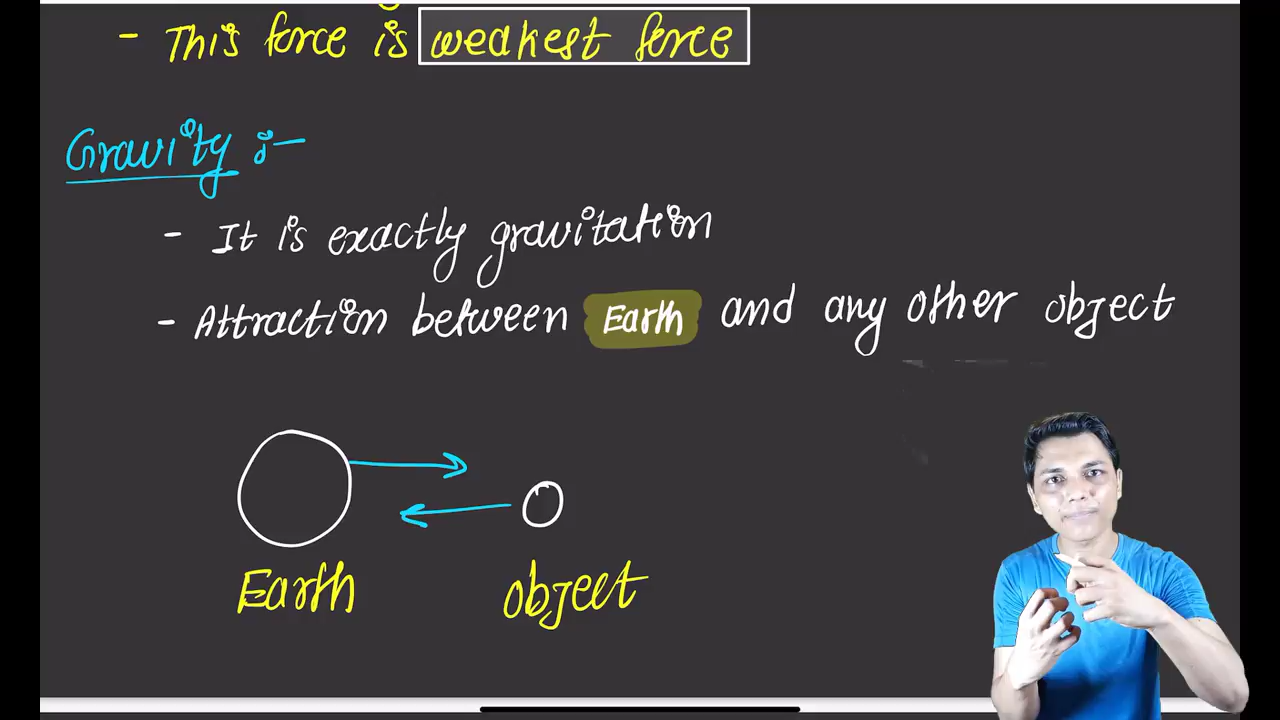 - This force is weakest force
Gravity :-
- It is exactly gravitation
- Attraction between Earth and any other object
Earth
object